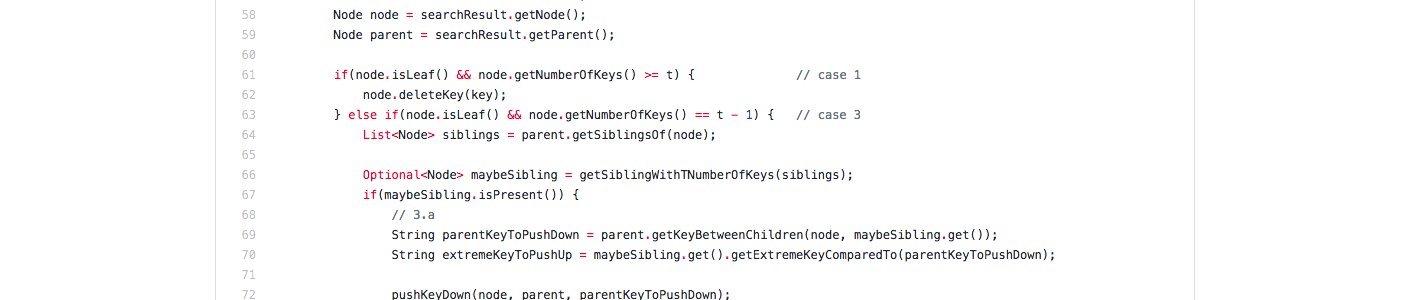 58 Node node = searchResult.getNode();
59 Node parent = searchResult.getParent();
60
61 if(node.isLeaf() && node.getNumberOfKeys() >= t) { // case 1
62 node.deleteKey(key);
63 } else if(node.isLeaf() && node.getNumberOfKeys() == t - 1) { // case 3
64 List<Node> siblings = parent.getSiblingsOf(node);
65
66 Optional<Node> maybeSibling = getSiblingWithTNumberOfKeys(siblings);
67 if(maybeSibling.isPresent()) {
68 // 3.a
69 String parentKeyToPushDown = parent.getKeyBetweenChildren(node, maybeSibling.get());
70 String extremeKeyToPushUp = maybeSibling.get().getExtremeKeyComparedTo(parentKeyToPushDown);
71
72 pushKeyDown(node, parent, parentKeyToPushDown);